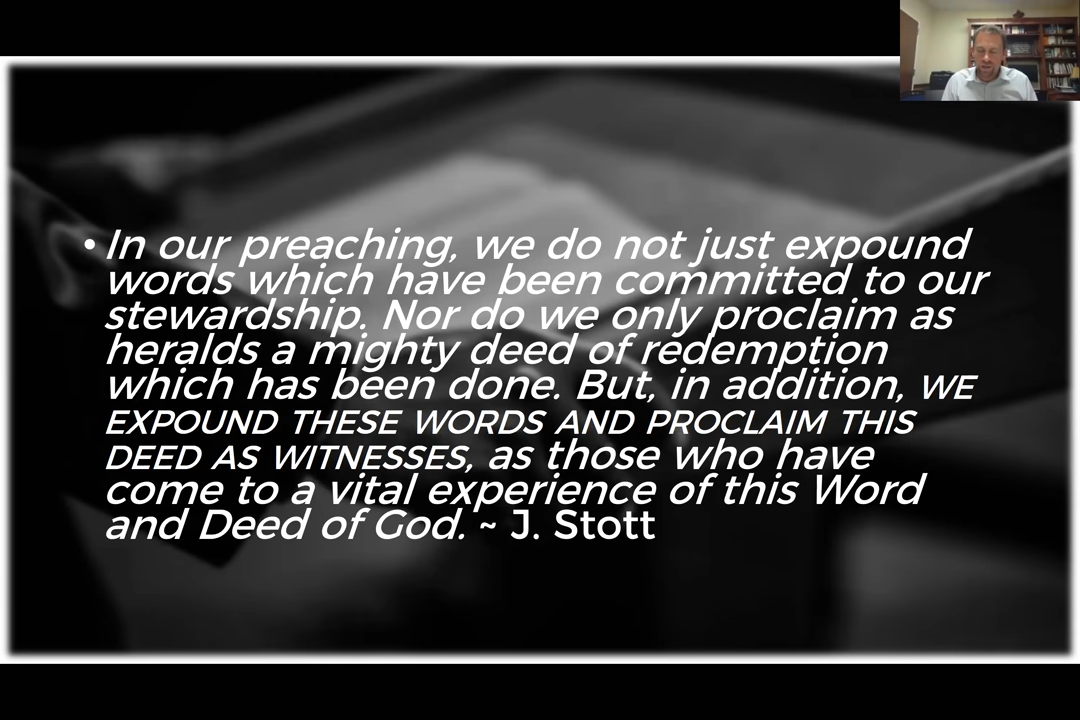 • In our preaching, we do not just expound
words which have been committed to our
stewardship. Nor do we only proclaim as
heralds a mighty deed of redemption
which has been done. But, in addition, WE
EXPOUND THESE WORDS AND PROCLAIM THIS
DEED AS WITNESSES, as those who have
come to a vital experience of this Word
and Deed of God. ~ J. Stott